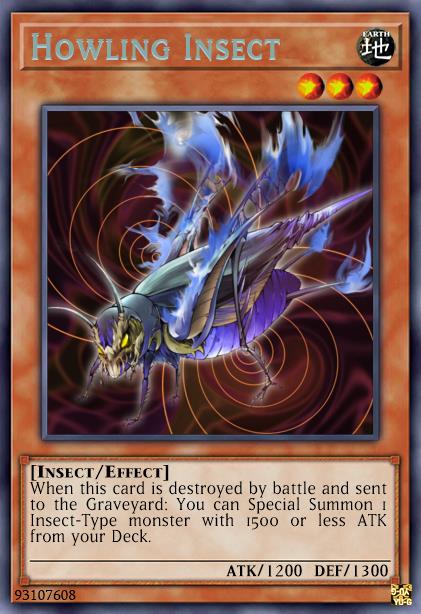 Howling Insect
EARTH
地
[Insect/Effect]
When this card is destroyed by battle and sent
to the Graveyard: You can Special Summon 1
Insect-Type monster with 1500 or less ATK
from your Deck.
ATK/1200 DEF/1300
93107608